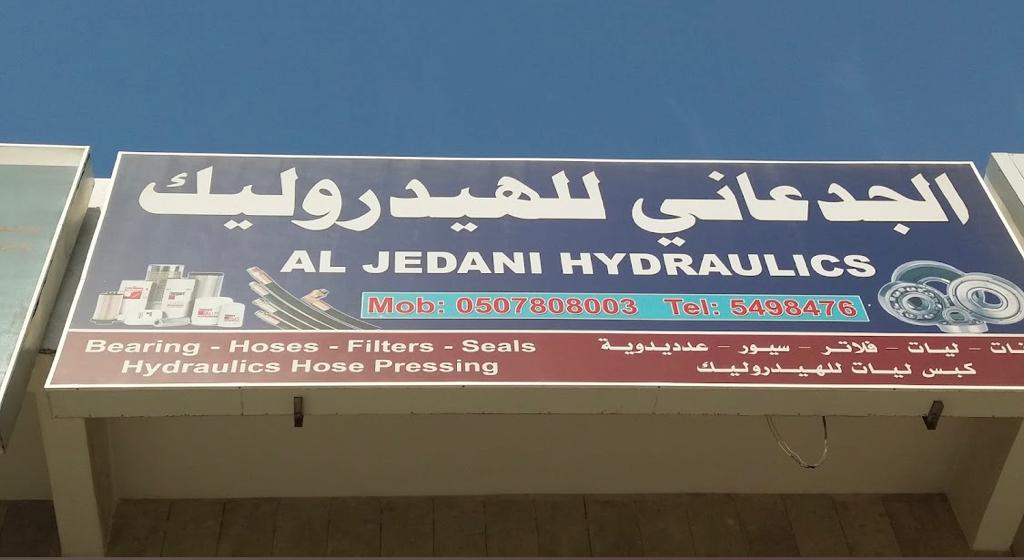 الجدعاني للهيدروليك
AL JEDANI HYDRAULICS
Mob: 0507808003 Tel: 5498476
Bearing - Hoses - Filters - Seals
Hydraulics Hose Pressing
ليات - فلاتر - سيور - عدديدوية
كبس ليات للهيدروليك